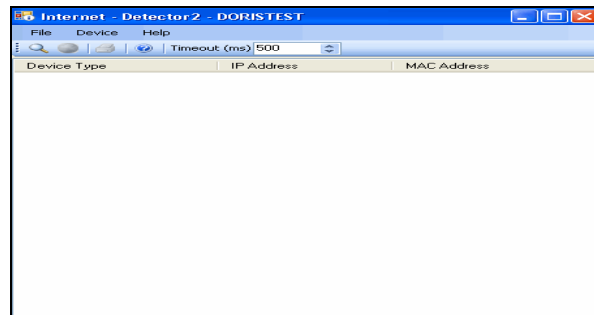 Internet - Detector2 - DORISTEST
File Device Help
Timeout (ms) 500
Device Type IP Address MAC Address